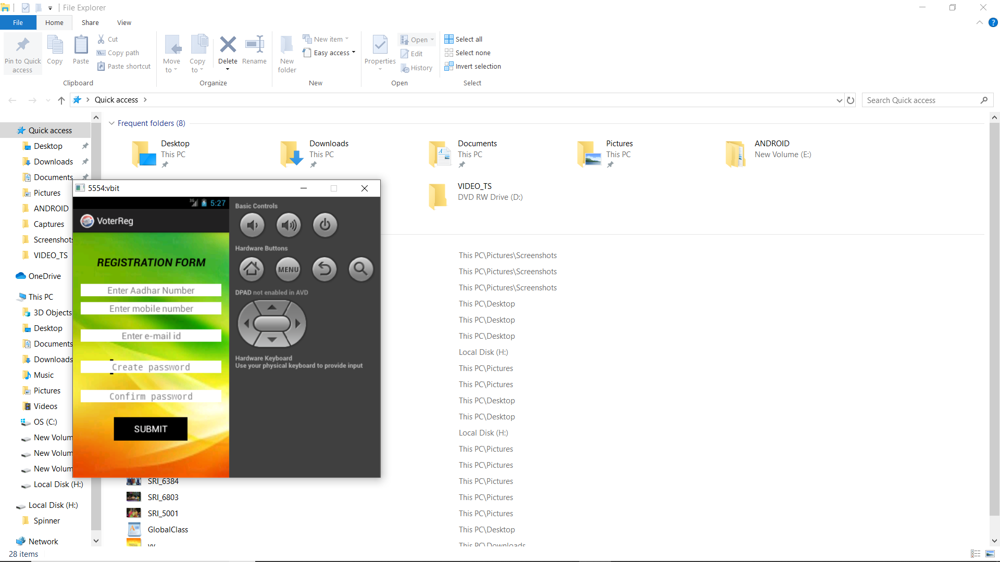 File Explorer
File Home Share View
Pin to Quick access
Copy
Paste
Cut
Copy path
Paste shortcut
Clipboard
Move to
Copy to
Delete
Rename
Organize
New folder
New item
Easy access
New
Properties
Open
Edit
History
Open
Select all
Select none
Invert selection
Select
Quick access
Search Quick access
Quick access
Desktop
Downloads
Documents
Pictures
ANDROID
Captures
Screenshots
VIDEO_TS
OneDrive
This PC
3D Objects
Desktop
Documents
Downloads
Music
Pictures
Videos
OS (C:)
New Volum
New Volum
New Volum
Local Disk (H:)
Local Disk (H:)
Spinner
Network
28 items
Frequent folders (8)
Desktop
This PC
Downloads
This PC
Documents
This PC
Pictures
This PC
ANDROID
New Volume (E:)
VIDEO_TS
DVD RW Drive (D:)
5554:vbit
3G 5:27
VoterReg
REGISTRATION FORM
Enter Aadhar Number
Enter mobile number
Enter e-mail id
Create password
Confirm password
SUBMIT
Basic Controls
Hardware Buttons
MENU
DPAD not enabled in AVD
Hardware Keyboard
Use your physical keyboard to provide input
This PC\Pictures\Screenshots
This PC\Pictures\Screenshots
This PC\Pictures\Screenshots
This PC\Desktop
This PC\Desktop
This PC\Desktop
Local Disk (H:)
This PC\Pictures
This PC\Pictures
This PC\Desktop
This PC\Desktop
Local Disk (H:)
This PC\Pictures
This PC\Pictures
SRI_6384 This PC\Pictures
SRI_6803 This PC\Pictures
SRI_5001 This PC\Pictures
GlobalClass This PC\Desktop
vv This PC\Downloads